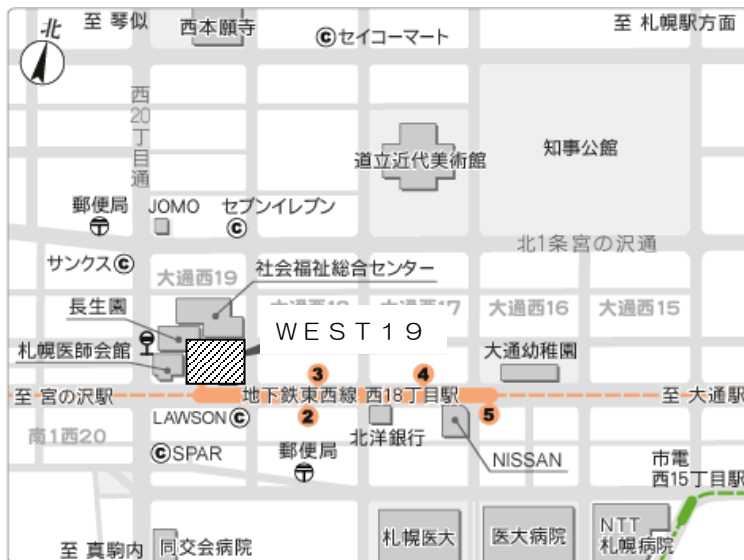 北
至 琴似
西本願寺
Ⓒセイコーマート
至 札幌駅方面
西20丁目通
道立近代美術館
知事公館
郵便局
JOMO
セブンイレブン
Ⓒ
北1条宮の沢通
サンクスⒸ
大通西19
社会福祉総合センター
長生園
大通西18
大通西17
大通西16
大通西15
WEST19
札幌医師会館
大通幼稚園
3
4
至 宮の沢駅
地下鉄東西線 西18丁目駅
至 大通駅
LAWSONⒸ
2
5
南1西20
北洋銀行
ⒸSPAR
郵便局
NISSAN
市電
西15丁目駅
至 真駒内
同交会病院
札幌医大
医大病院
NTT
札幌病院